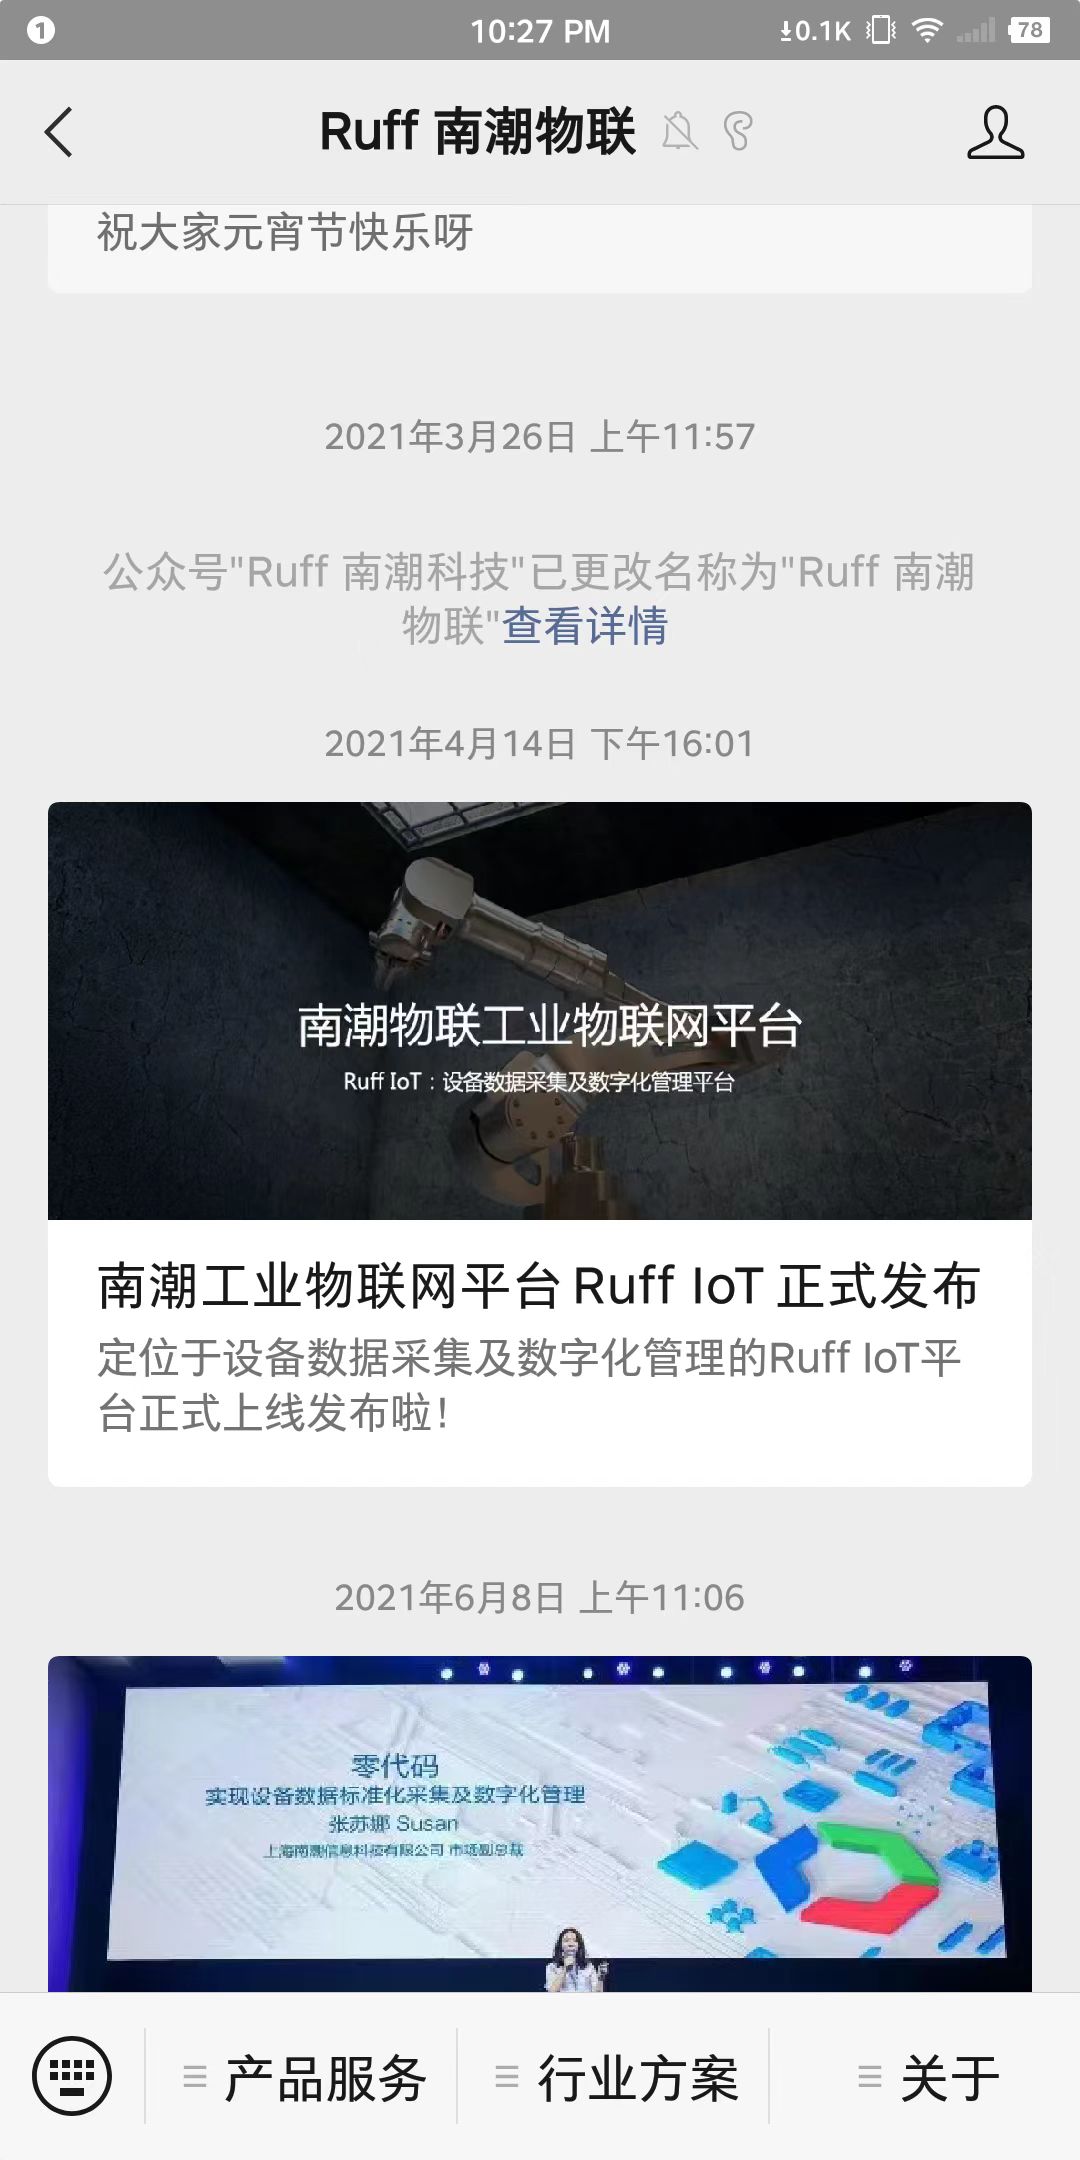 1
10:27 PM
0.1K
78
Ruff 南潮物联
祝大家元宵节快乐呀
2021年3月26日 上午11:57
公众号"Ruff 南潮科技"已更改名称为"Ruff 南潮
物联"查看详情
2021年4月14日 下午16:01
南潮物联工业物联网平台
Ruff IoT：设备数据采集及数字化管理平台
南潮工业物联网平台Ruff IoT 正式发布
定位于设备数据采集及数字化管理的Ruff IoT平
台正式上线发布啦！
2021年6月8日 上午11:06
零代码
实现设备数据标准化采集及数字化管理
张苏娜 Susan
上海南潮信息科技有限公司 市场副总裁
产品服务
行业方案
关于